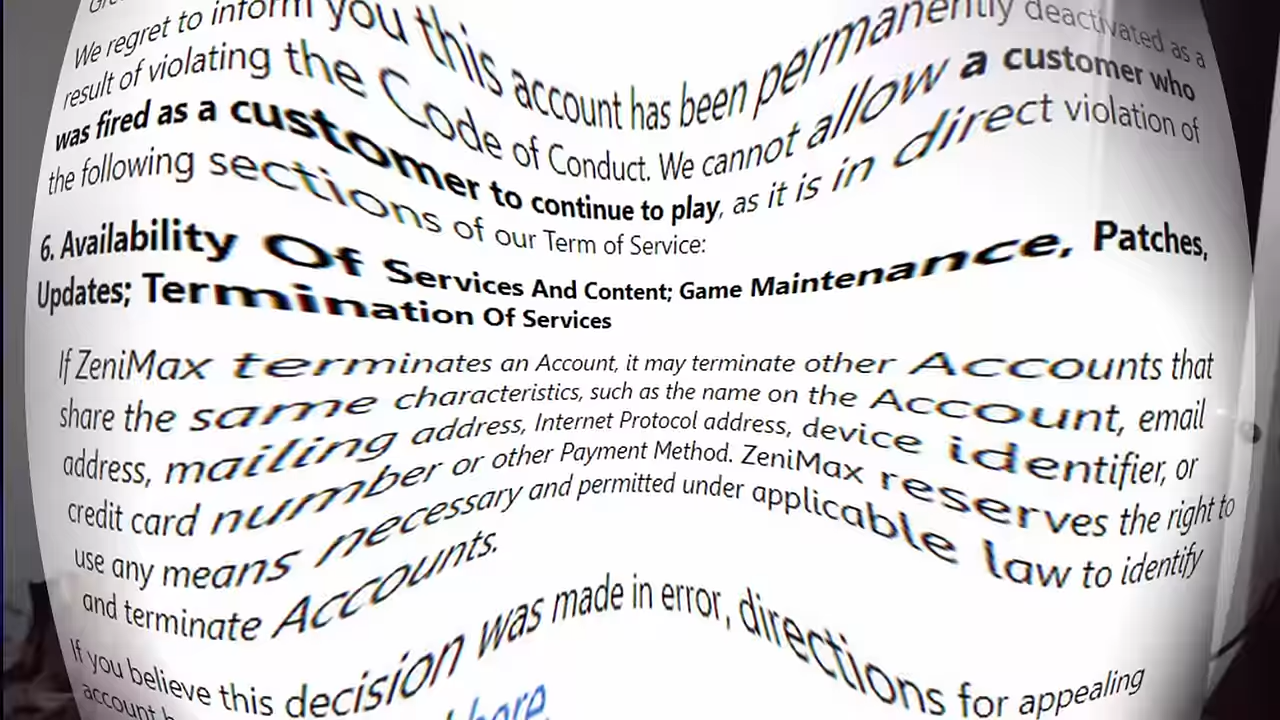 We regret to inform you this account has been permanently deactivated as a
result of violating the Code of Conduct. We cannot allow a customer who
was fired as a customer to continue to play, as it is in direct violation of
the following sections of our Term of Service:
6. Availability Of Services And Content; Game Maintenance, Patches,
Updates; Termination Of Services
If ZeniMax terminates an Account, it may terminate other Accounts that
share the same characteristics, such as the name on the Account, email
address, mailing address, Internet Protocol address, device identifier, or
credit card number or other Payment Method. ZeniMax reserves the right to
use any means necessary and permitted under applicable law to identify
and terminate Accounts.
If you believe this decision was made in error, directions for appealing
account here